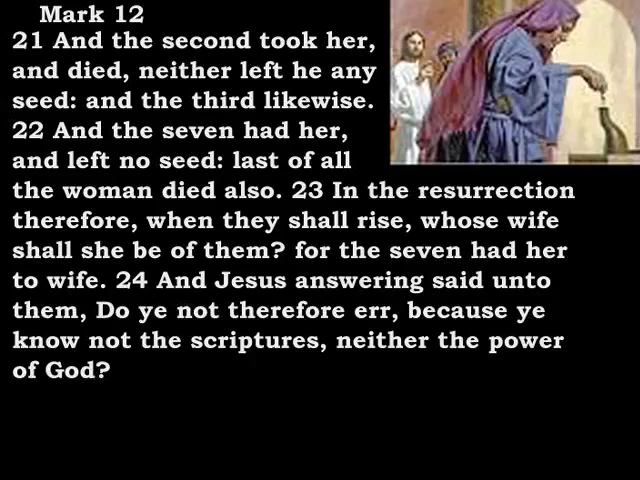 Mark 12
21 And the second took her,
and died, neither left he any
seed: and the third likewise.
22 And the seven had her,
and left no seed: last of all
the woman died also. 23 In the resurrection
therefore, when they shall rise, whose wife
shall she be of them? for the seven had her
to wife. 24 And Jesus answering said unto
them, Do ye not therefore err, because ye
know not the scriptures, neither the power
of God?